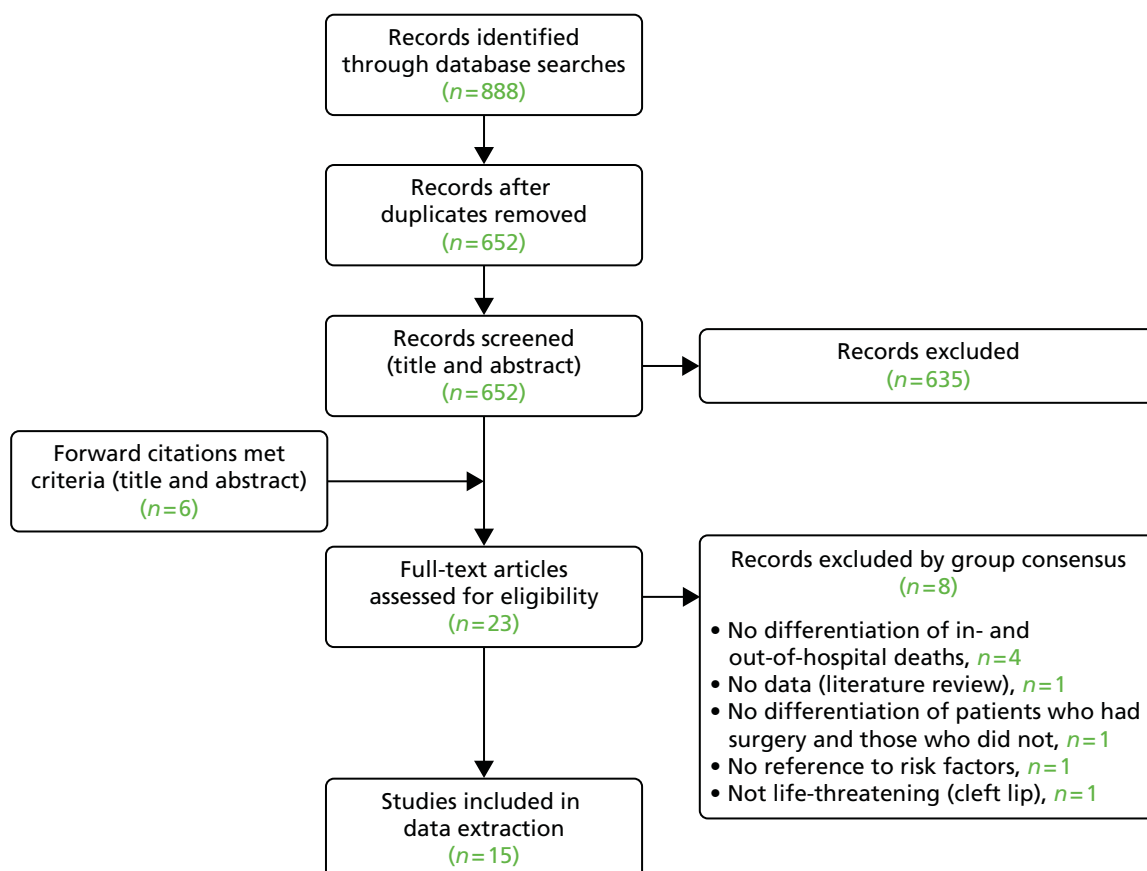 Records identified
through database searches
(n=888)
Records after
duplicates removed
(n=652)
Records screened
(title and abstract)
(n=652)
Records excluded
(n=635)
Forward citations met
criteria (title and abstract)
(n=6)
Full-text articles
assessed for eligibility
(n=23)
Records excluded by group consensus
(n=8)
• No differentiation of in- and
out-of-hospital deaths, n=4
• No data (literature review), n=1
• No differentiation of patients who had
surgery and those who did not, n=1
• No reference to risk factors, n=1
• Not life-threatening (cleft lip), n=1
Studies included in
data extraction
(n=15)